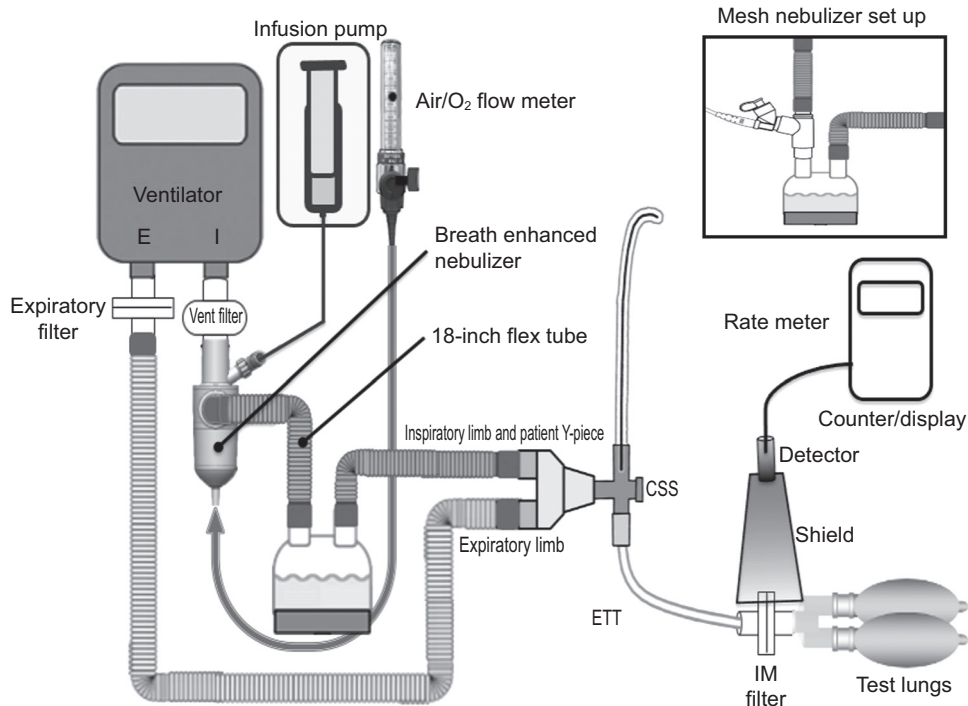 Mesh nebulizer set up
Infusion pump
Air/O₂ flow meter
Ventilator
E
I
Breath enhanced
nebulizer
Expiratory
filter
Vent filter
18-inch flex tube
Rate meter
Counter/display
Inspiratory limb and patient Y-piece
Detector
CSS
Shield
Expiratory limb
ETT
IM
filter
Test lungs